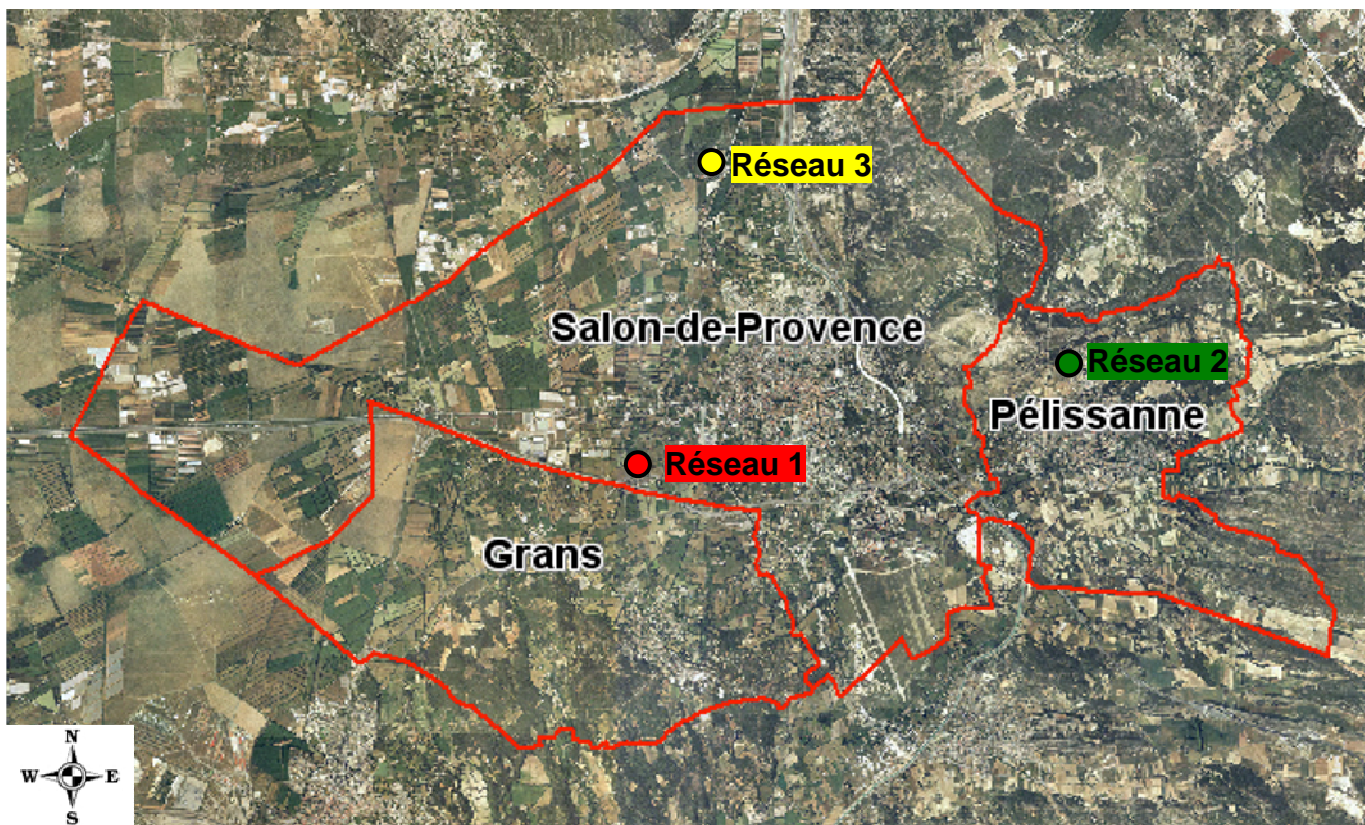 Réseau 3
Salon-de-Provence
Réseau 2
Pélissanne
Réseau 1
Grans
N
W E
S